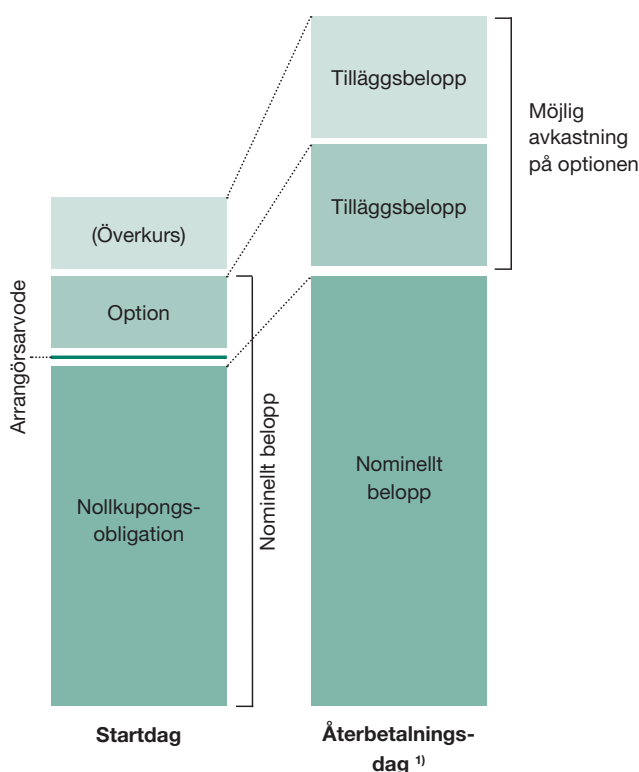 Tilläggsbelopp
Möjlig
avkastning
på optionen
Tilläggsbelopp
(Överkurs)
Option
Arrangörsarvode
Nominellt belopp
Nollkupongs-
obligation
Nominellt
belopp
Startdag
Återbetalnings-
dag 1)